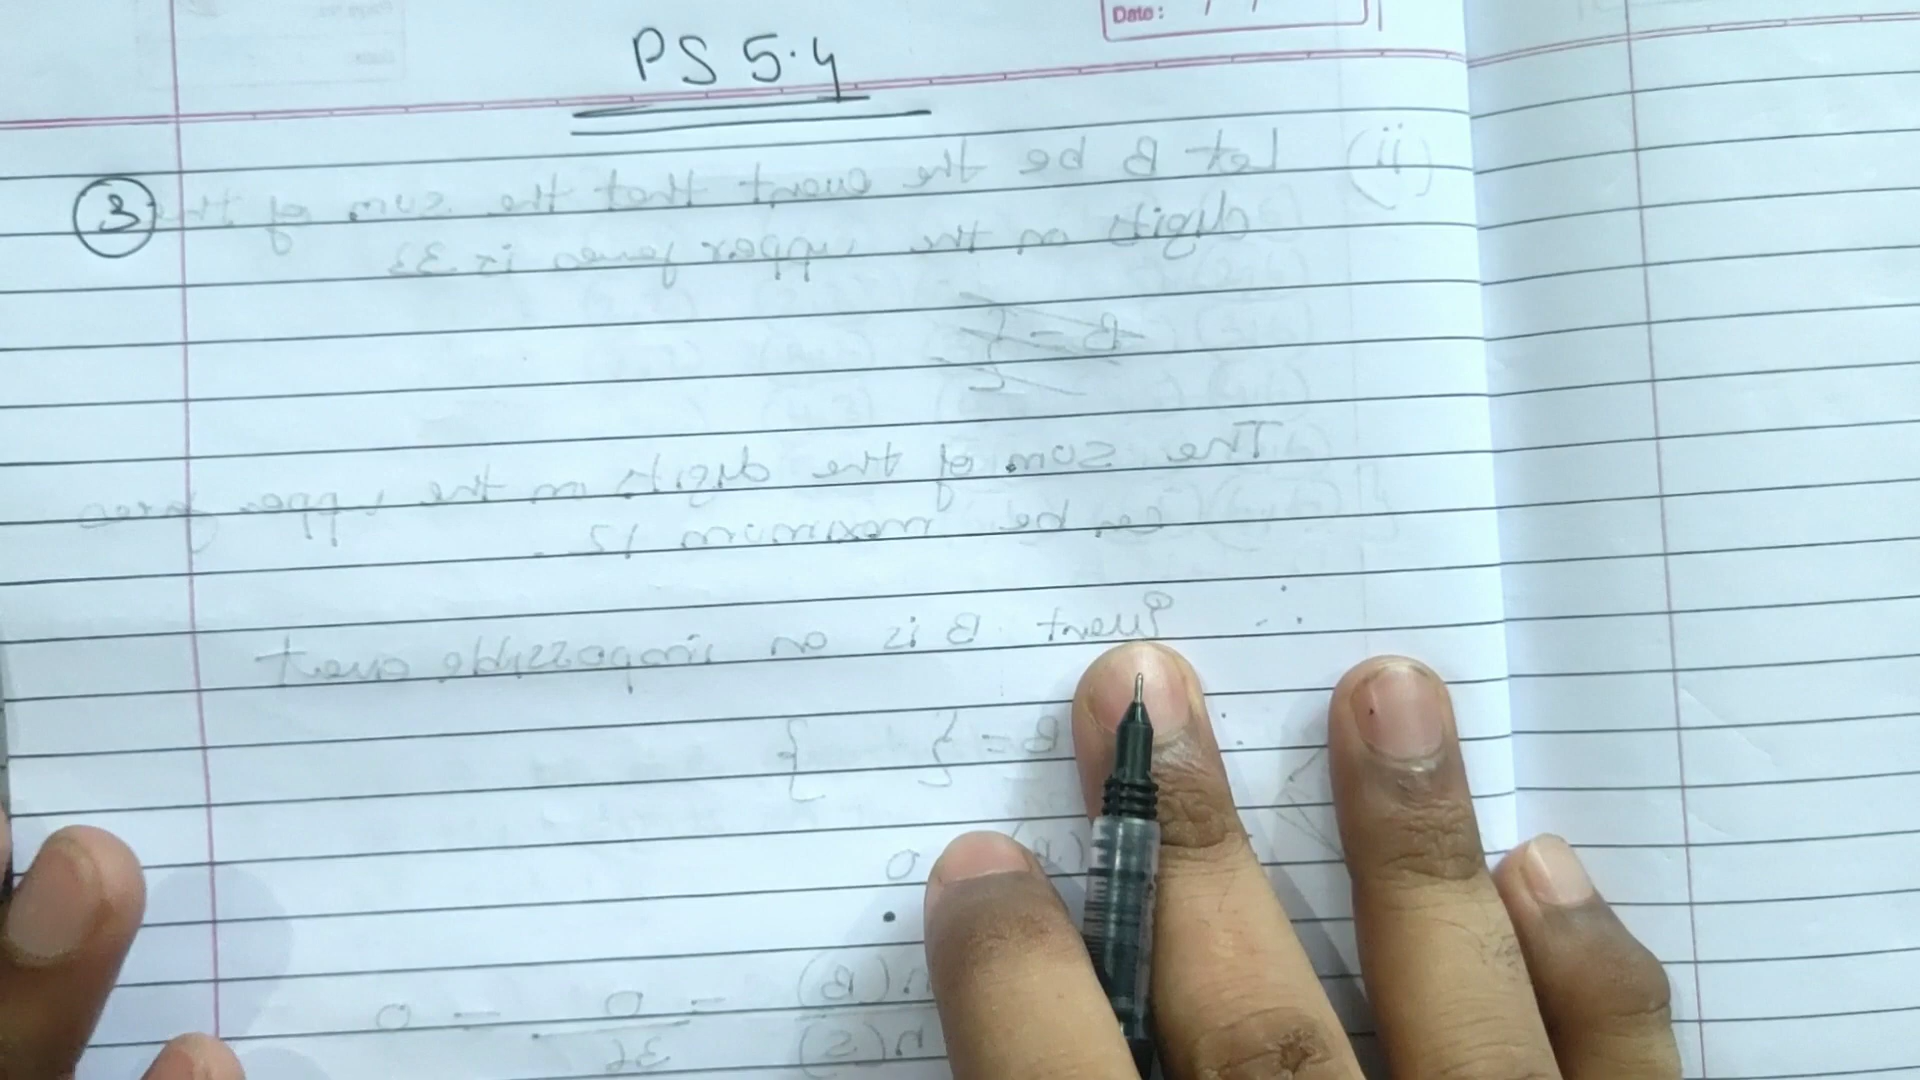 Date:
PS 5.4
3
(ii) Let B be the event that the sum of the
digits on the upper faces is 33
B = {
The sum of the digits on the upper faces
can be maximum 12.
∴ Event B is an impossible event
B = { }
0
n(B) = 0 = 0
n(S) 36